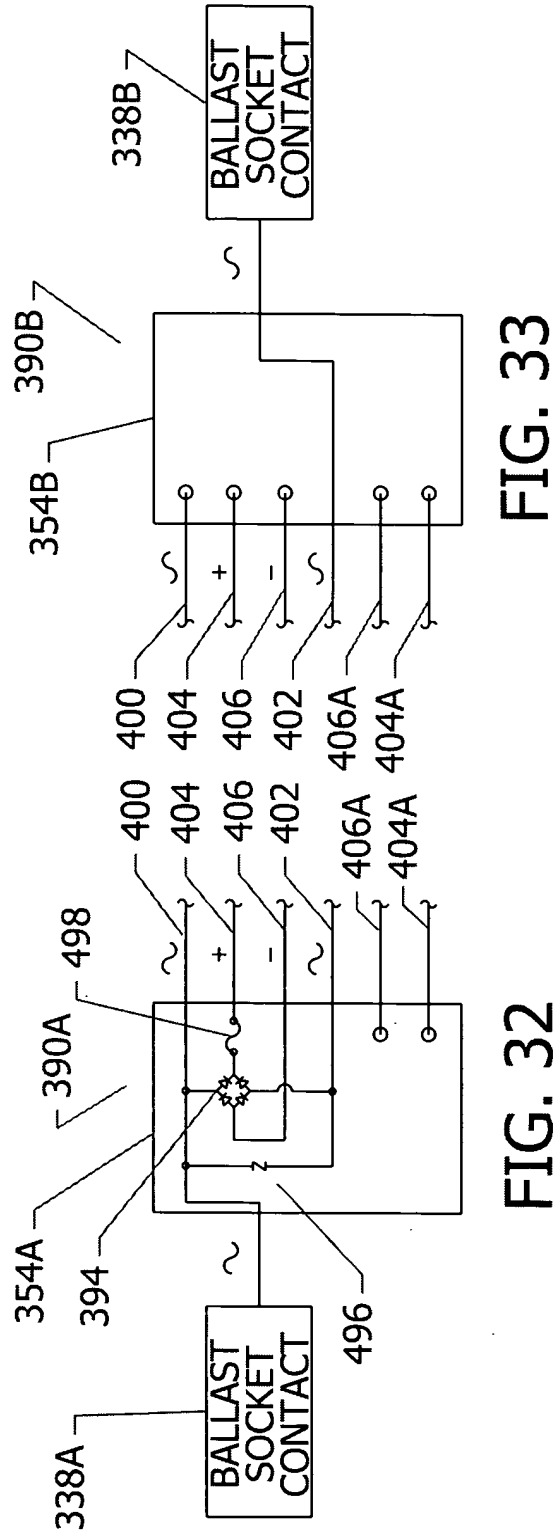 338A
BALLAST
SOCKET
CONTACT
354A
394
390A
498
496
~
~
+
−
~
400
404
406
402
406A
404A
FIG. 32
400
404
406
402
406A
404A
~
+
−
~
354B
390B
~
338B
BALLAST
SOCKET
CONTACT
FIG. 33